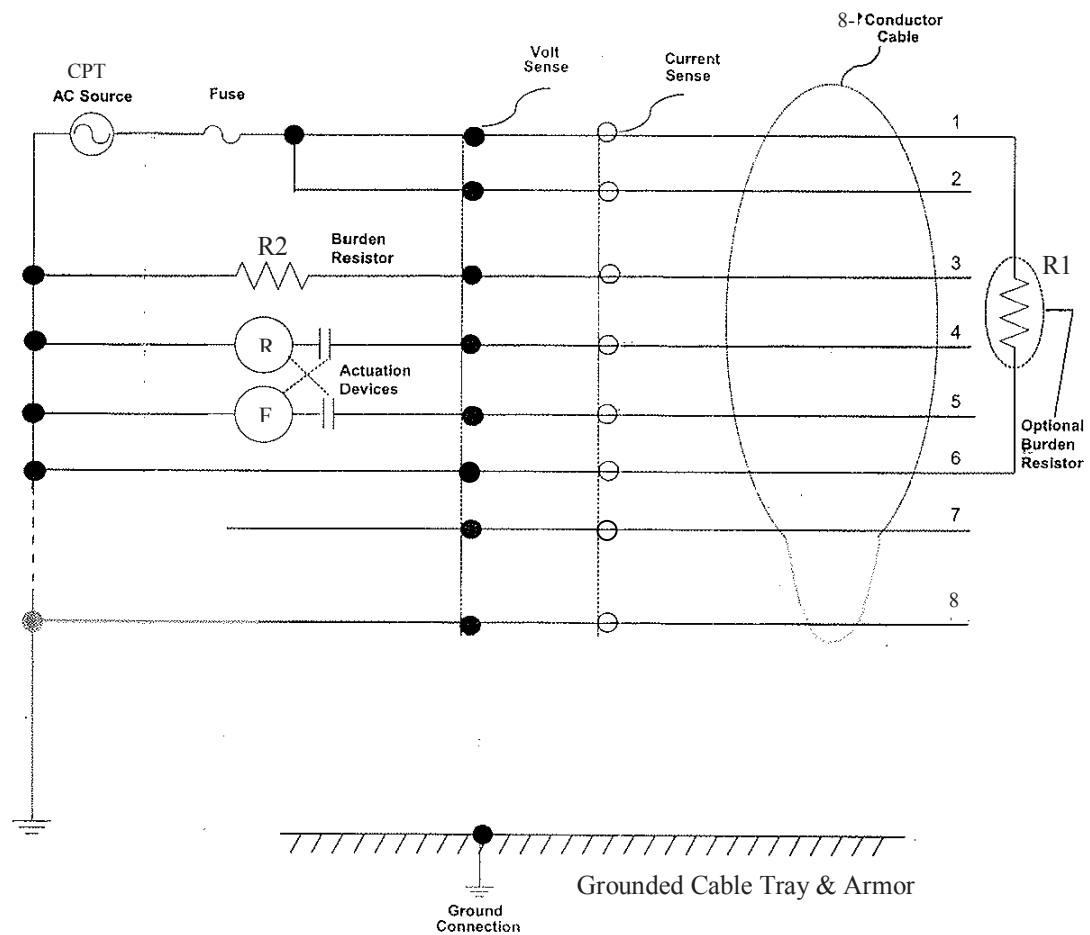 8-Conductor
Cable
Volt
Sense
Current
Sense
CPT
AC Source
Fuse
1
2
R2
Burden
Resistor
3
R1
R
4
Actuation
Devices
F
5
Optional
Burden
Resistor
6
7
8
Grounded Cable Tray & Armor
Ground
Connection